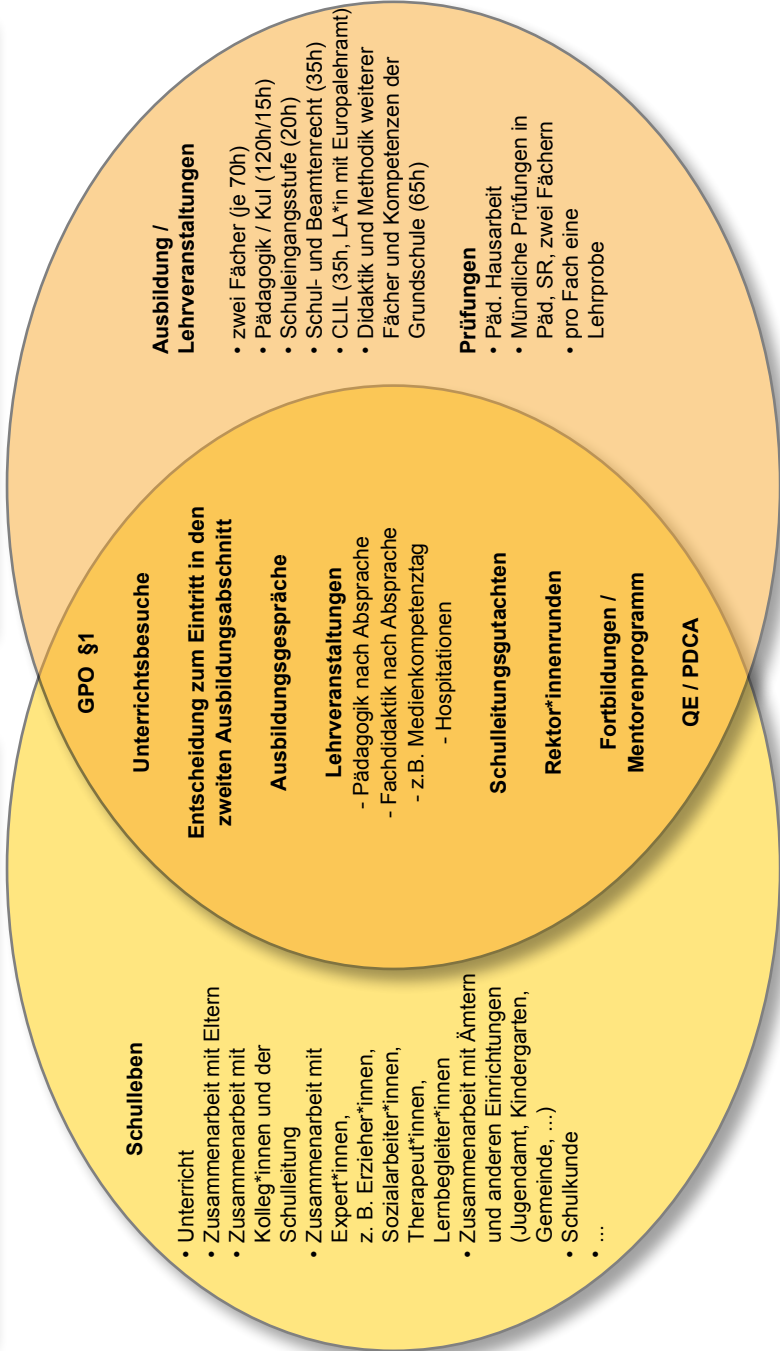 Schulleben
• Unterricht
• Zusammenarbeit mit Eltern
• Zusammenarbeit mit
Kolleg*innen und der
Schulleitung
• Zusammenarbeit mit
Expert*innen,
z. B. Erzieher*innen,
Sozialarbeiter*innen,
Therapeut*innen,
Lernbegleiter*innen
• Zusammenarbeit mit Ämtern
und anderen Einrichtungen
(Jugendamt, Kindergarten,
Gemeinde, ...)
• Schulkunde
• ...
GPO §1
Unterrichtsbesuche
Entscheidung zum Eintritt in den
zweiten Ausbildungsabschnitt
Ausbildungsgespräche
Lehrveranstaltungen
- Pädagogik nach Absprache
- Fachdidaktik nach Absprache
- z.B. Medienkompetenztag
- Hospitationen
Schulleitungsgutachten
Rektor*innenrunden
Fortbildungen /
Mentorenprogramm
QE / PDCA
Ausbildung /
Lehrveranstaltungen
• zwei Fächer (je 70h)
• Pädagogik / KuI (120h/15h)
• Schuleingangsstufe (20h)
• Schul- und Beamtenrecht (35h)
• CLIL (35h, LA*in mit Europalehramt)
• Didaktik und Methodik weiterer
Fächer und Kompetenzen der
Grundschule (65h)
Prüfungen
• Päd. Hausarbeit
• Mündliche Prüfungen in
Päd, SR, zwei Fächern
• pro Fach eine
Lehrprobe